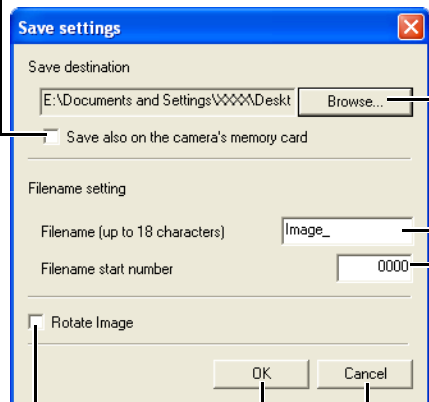 Save settings
Save destination
E:\Documents and Settings\XXXX\Deskt
Browse...
Save also on the camera's memory card
Filename setting
Filename (up to 18 characters)
Image_
Filename start number
0000
Rotate Image
OK
Cancel